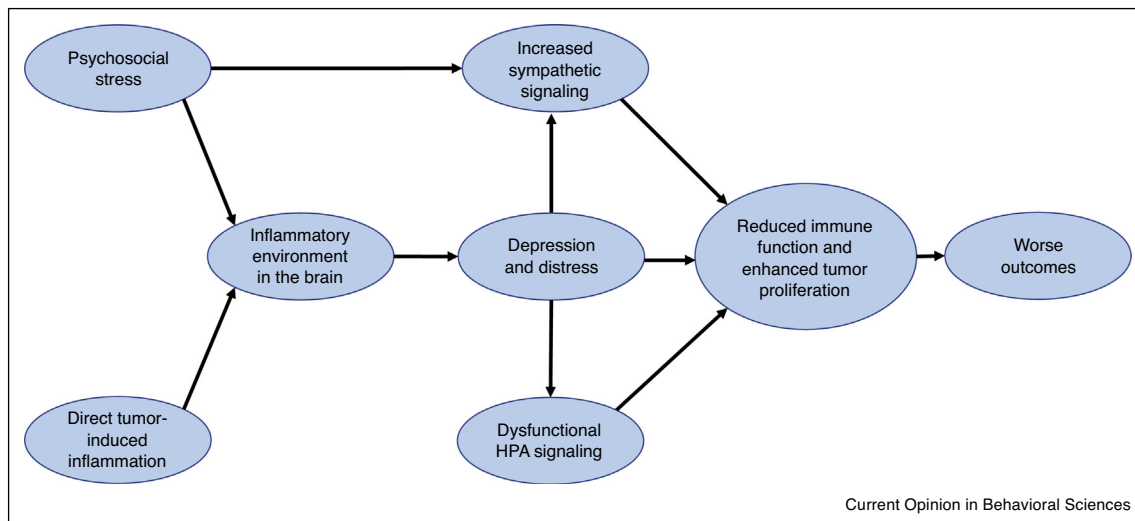 Psychosocial
stress
Increased
sympathetic
signaling
Inflammatory
environment
in the brain
Depression
and distress
Reduced immune
function and
enhanced tumor
proliferation
Worse
outcomes
Direct tumor-
induced
inflammation
Dysfunctional
HPA signaling
Current Opinion in Behavioral Sciences